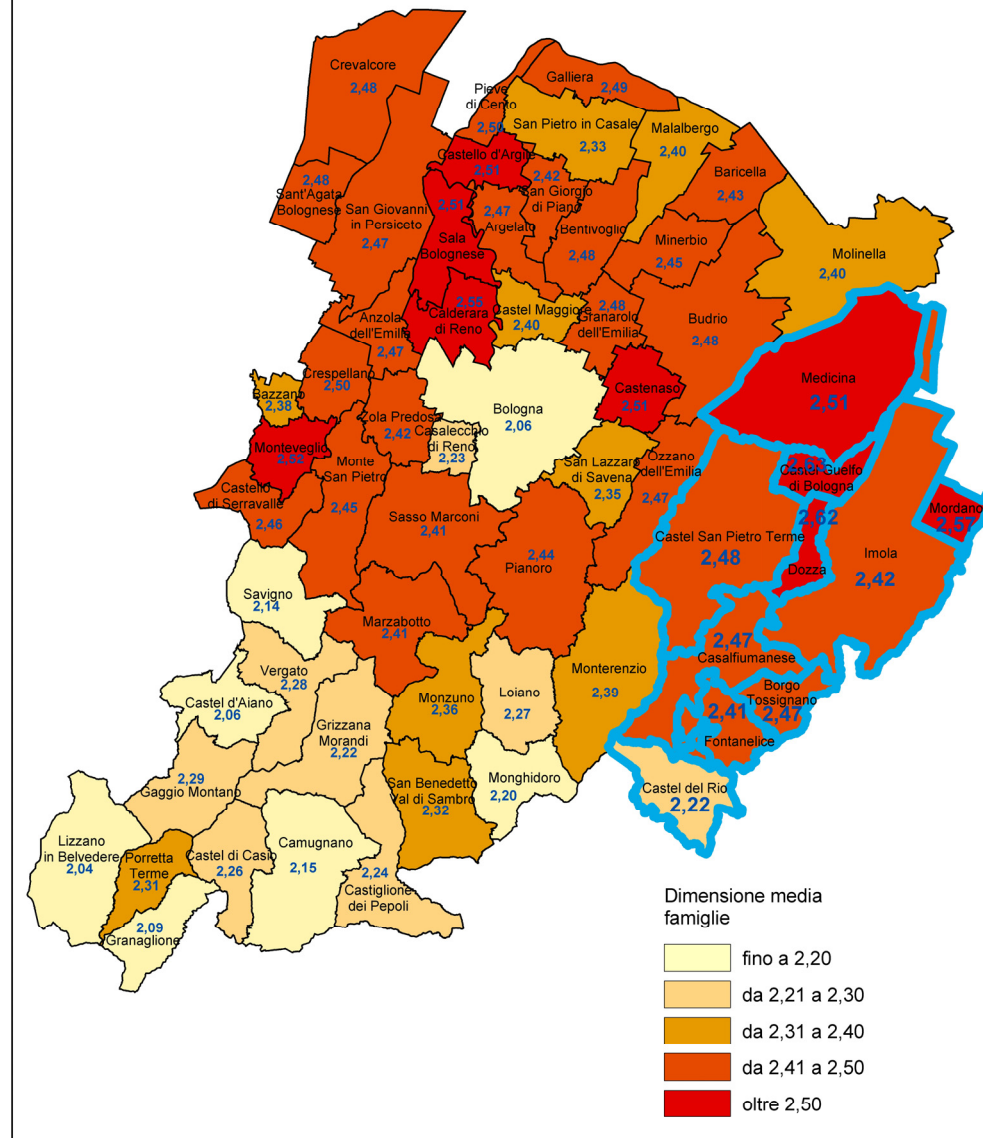 Crevalcore
2,48
Galliera
2,49
Pieve
di Cento
2,50
San Pietro in Casale
2,33
Malalbergo
2,40
Castello d'Argile
2,51
Baricella
2,43
2,48
Sant'Agata
Bolognese
San Giovanni
in Persiceto
2,47
2,51
Sala
Bolognese
2,47
Argelato
2,42
San Giorgio
di Piano
Bentivoglio
2,48
Minerbio
2,45
Molinella
2,40
2,55
Calderara
di Reno
Castel Maggiore
2,40
2,48
Granarolo
dell'Emilia
Budrio
2,48
Anzola
dell'Emilia
2,47
Crespellano
2,50
Bazzano
2,38
Zola Predosa
2,42
Casalecchio
di Reno
2,23
Bologna
2,06
Castenaso
2,51
Medicina
2,51
Monteveglio
2,52
Monte
San Pietro
2,45
San Lazzaro
di Savena
2,35
Ozzano
dell'Emilia
2,47
Castel Guelfo
di Bologna
Mordano
2,57
Castello
di Serravalle
2,46
Sasso Marconi
2,41
2,44
Pianoro
Castel San Pietro Terme
2,48
2,62
Dozza
Imola
2,42
Savigno
2,14
Marzabotto
2,41
Monterenzio
2,39
2,47
Casalfiumanese
Vergato
2,28
Monzuno
2,36
Loiano
2,27
Borgo
Tossignano
2,47
2,41
Fontanelice
Castel d'Aiano
2,06
Grizzana
Morandi
2,22
2,29
Gaggio Montano
San Benedetto
Val di Sambro
2,32
Monghidoro
2,20
Castel del Rio
2,22
Lizzano
in Belvedere
2,04
Porretta
Terme
2,31
Castel di Casio
2,26
Camugnano
2,15
2,24
Castiglione
dei Pepoli
2,09
Granaglione
Dimensione media
famiglie
fino a 2,20
da 2,21 a 2,30
da 2,31 a 2,40
da 2,41 a 2,50
oltre 2,50